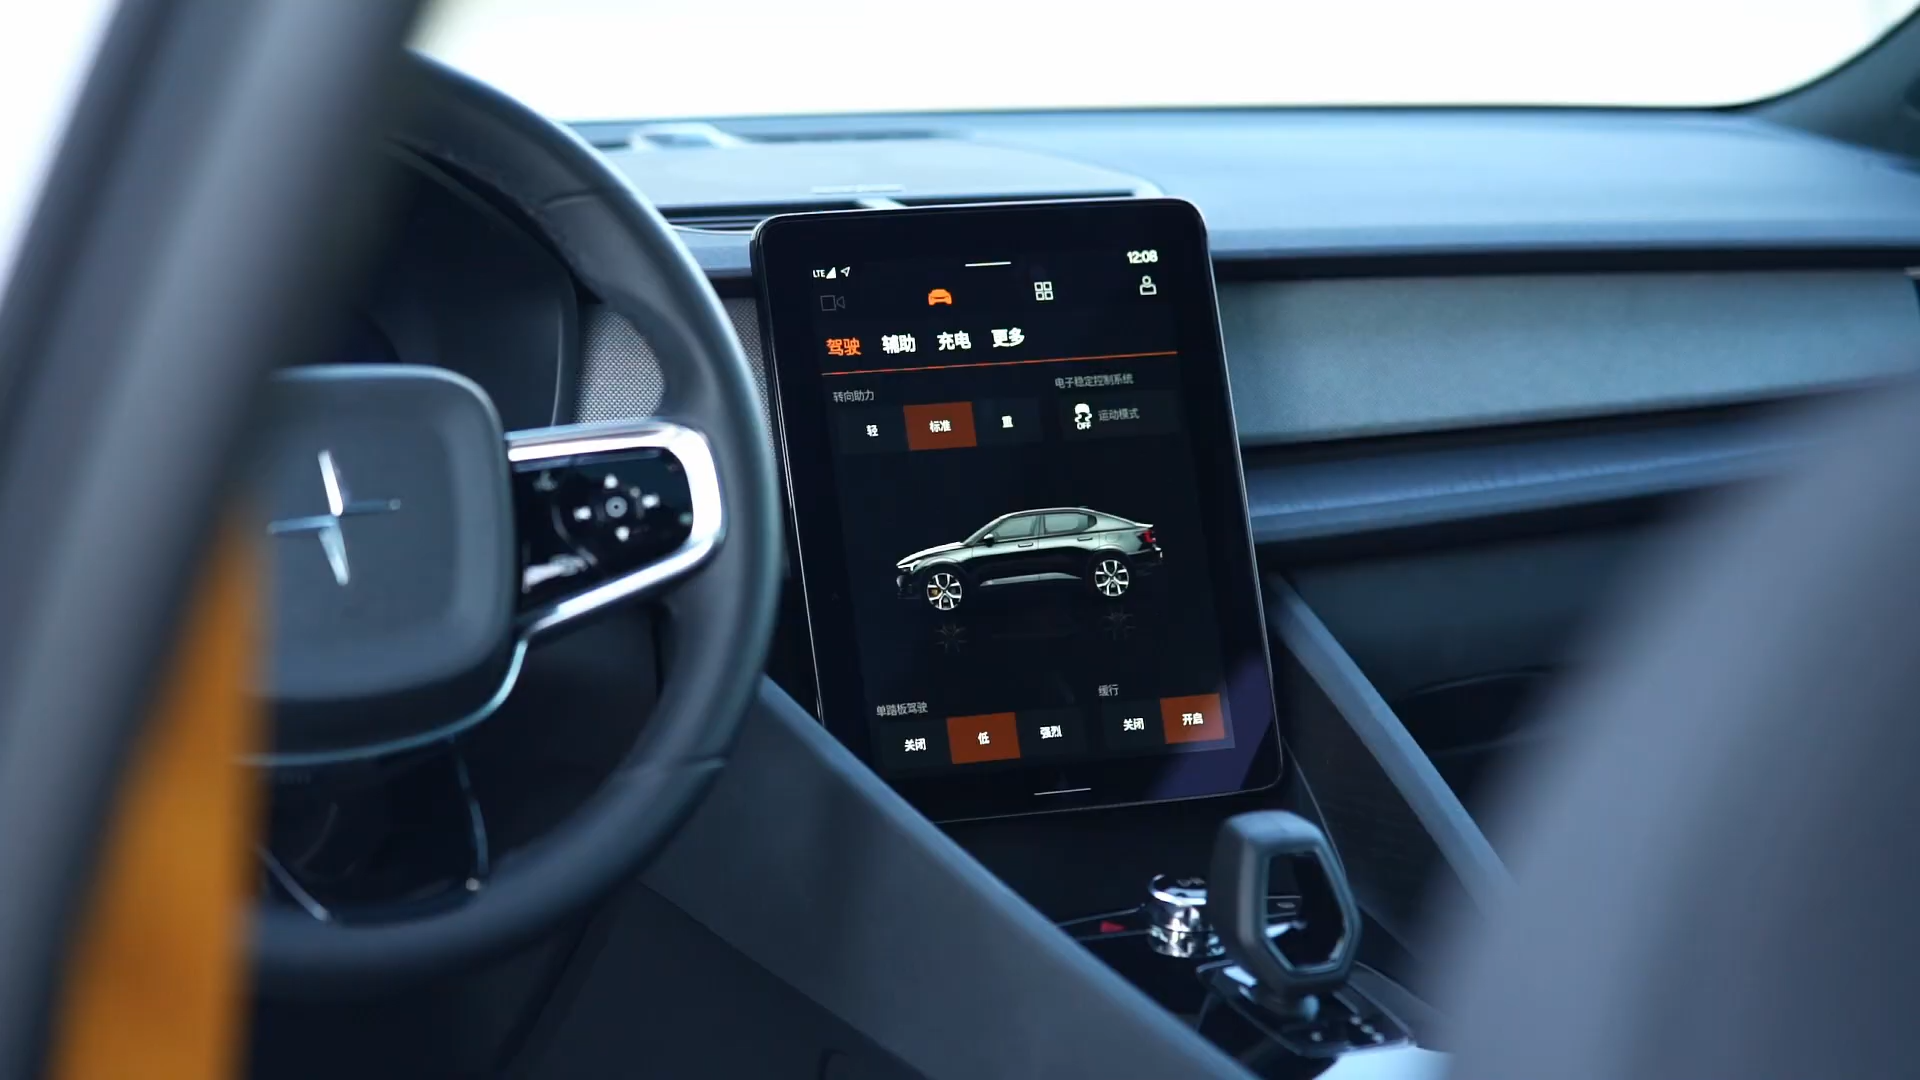 LTE
12:08
驾驶 辅助 充电 更多
转向助力
电子稳定控制系统
轻 标准 重
OFF 运动模式
单踏板驾驶
缓行
关闭 低 强烈
关闭 开启